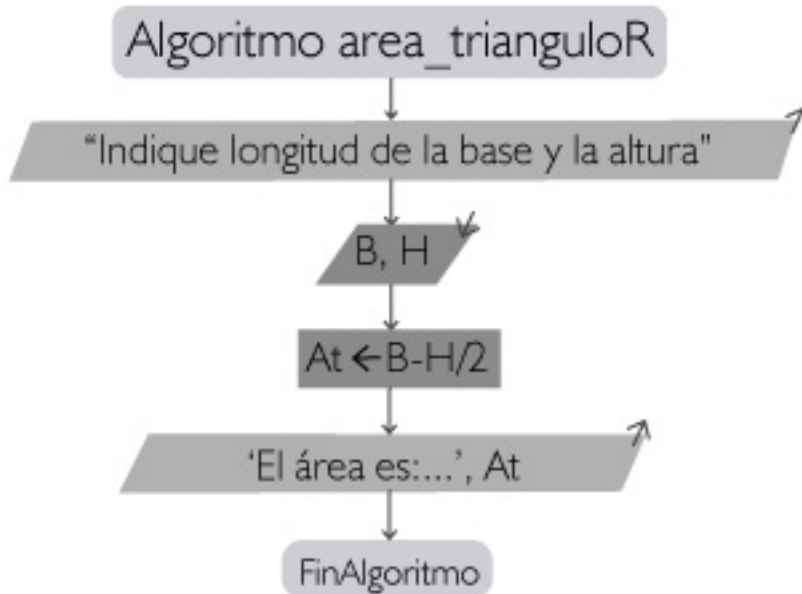 Algoritmo area_trianguloR
“Indique longitud de la base y la altura”
B, H
At ←B-H/2
‘El área es:...’, At
FinAlgoritmo